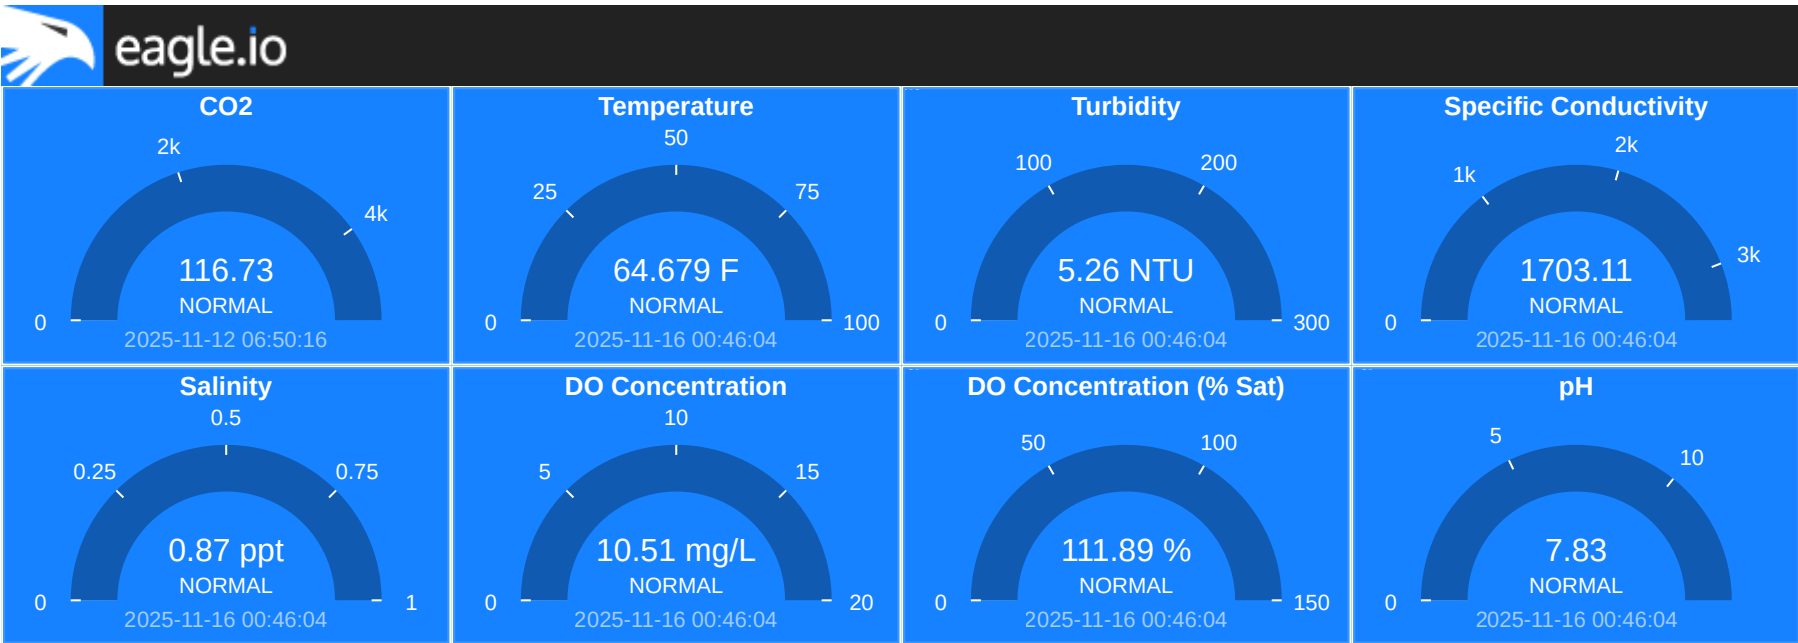 eagle.io
CO2
2k
4k
116.73
NORMAL
0
2025-11-12 06:50:16
Temperature
50
25
75
64.679 F
NORMAL
0
100
2025-11-16 00:46:04
Turbidity
100
200
5.26 NTU
NORMAL
0
300
2025-11-16 00:46:04
Specific Conductivity
2k
1k
3k
1703.11
NORMAL
0
2025-11-16 00:46:04
Salinity
0.5
0.25
0.75
0.87 ppt
NORMAL
0
1
2025-11-16 00:46:04
DO Concentration
10
5
15
10.51 mg/L
NORMAL
0
20
2025-11-16 00:46:04
DO Concentration (% Sat)
50
100
111.89 %
NORMAL
0
150
2025-11-16 00:46:04
pH
5
10
7.83
NORMAL
0
2025-11-16 00:46:04